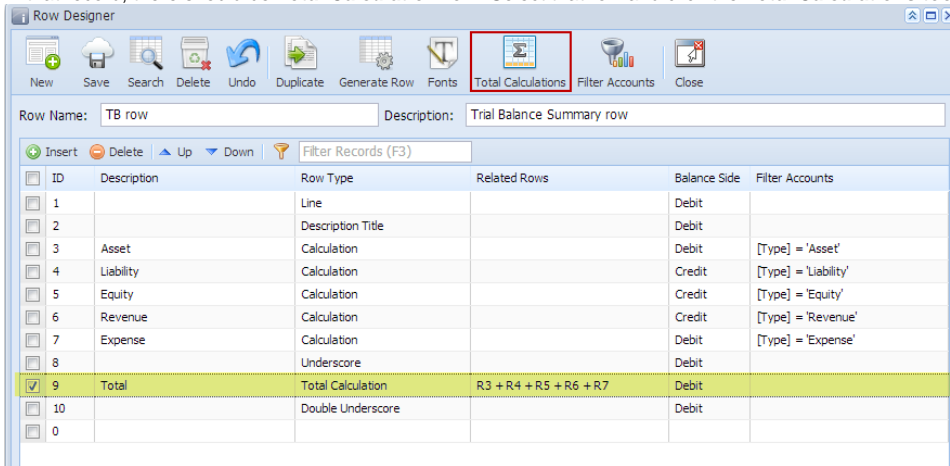 Row Designer
New Save Search Delete Undo Duplicate Generate Row Fonts Total Calculations Filter Accounts Close
Row Name: TB row Description: Trial Balance Summary row
Insert Delete Up Down Filter Records (F3)
ID Description Row Type Related Rows Balance Side Filter Accounts
1 Line Debit
2 Description Title Debit
3 Asset Calculation Debit [Type] = 'Asset'
4 Liability Calculation Credit [Type] = 'Liability'
5 Equity Calculation Credit [Type] = 'Equity'
6 Revenue Calculation Credit [Type] = 'Revenue'
7 Expense Calculation Debit [Type] = 'Expense'
8 Underscore Debit
9 Total Total Calculation R3 + R4 + R5 + R6 + R7 Debit
10 Double Underscore Debit
0